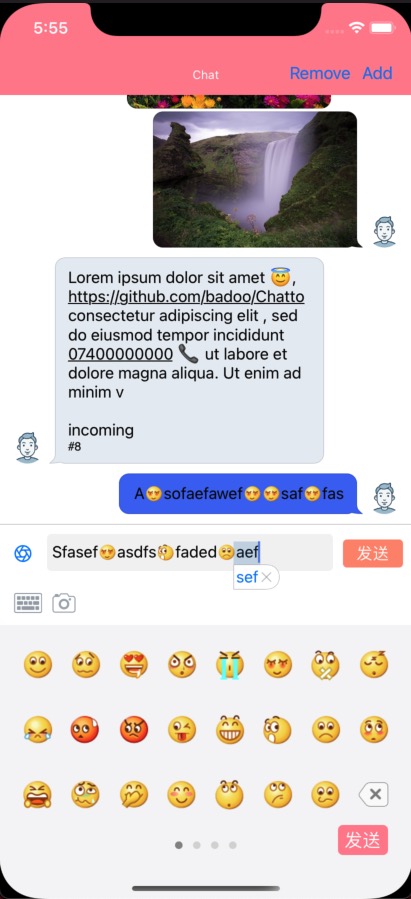 5:55
Chat
Remove Add
Lorem ipsum dolor sit amet 😇,
https://github.com/badoo/Chatto
consectetur adipiscing elit , sed
do eiusmod tempor incididunt
07400000000 📞 ut labore et
dolore magna aliqua. Ut enim ad
minim v
incoming
#8
A😍sofaefawef😍😍saf😍fas
Sfasef😍asdfs🤔faded🥺aef
发送
sef
发送